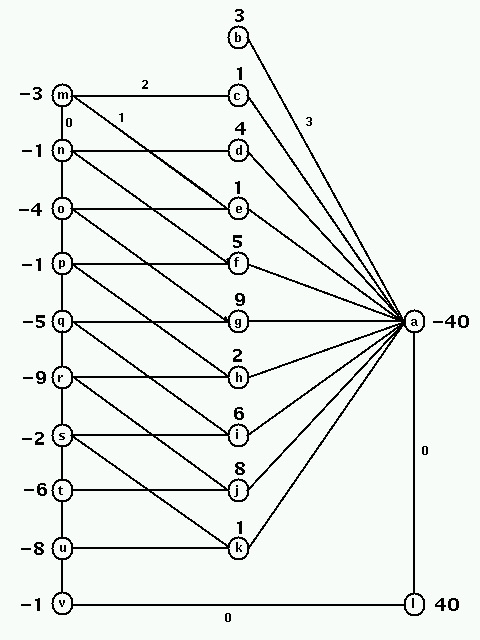 3
b
-3 m 2 1 c
0 1 3
-1 n 4 d
-4 o 1 e
-1 p 5 f
-5 q 9 g a -40
-9 r 2 h
-2 s 6 i
0
-6 t 8 j
-8 u 1 k
-1 v l 40
0